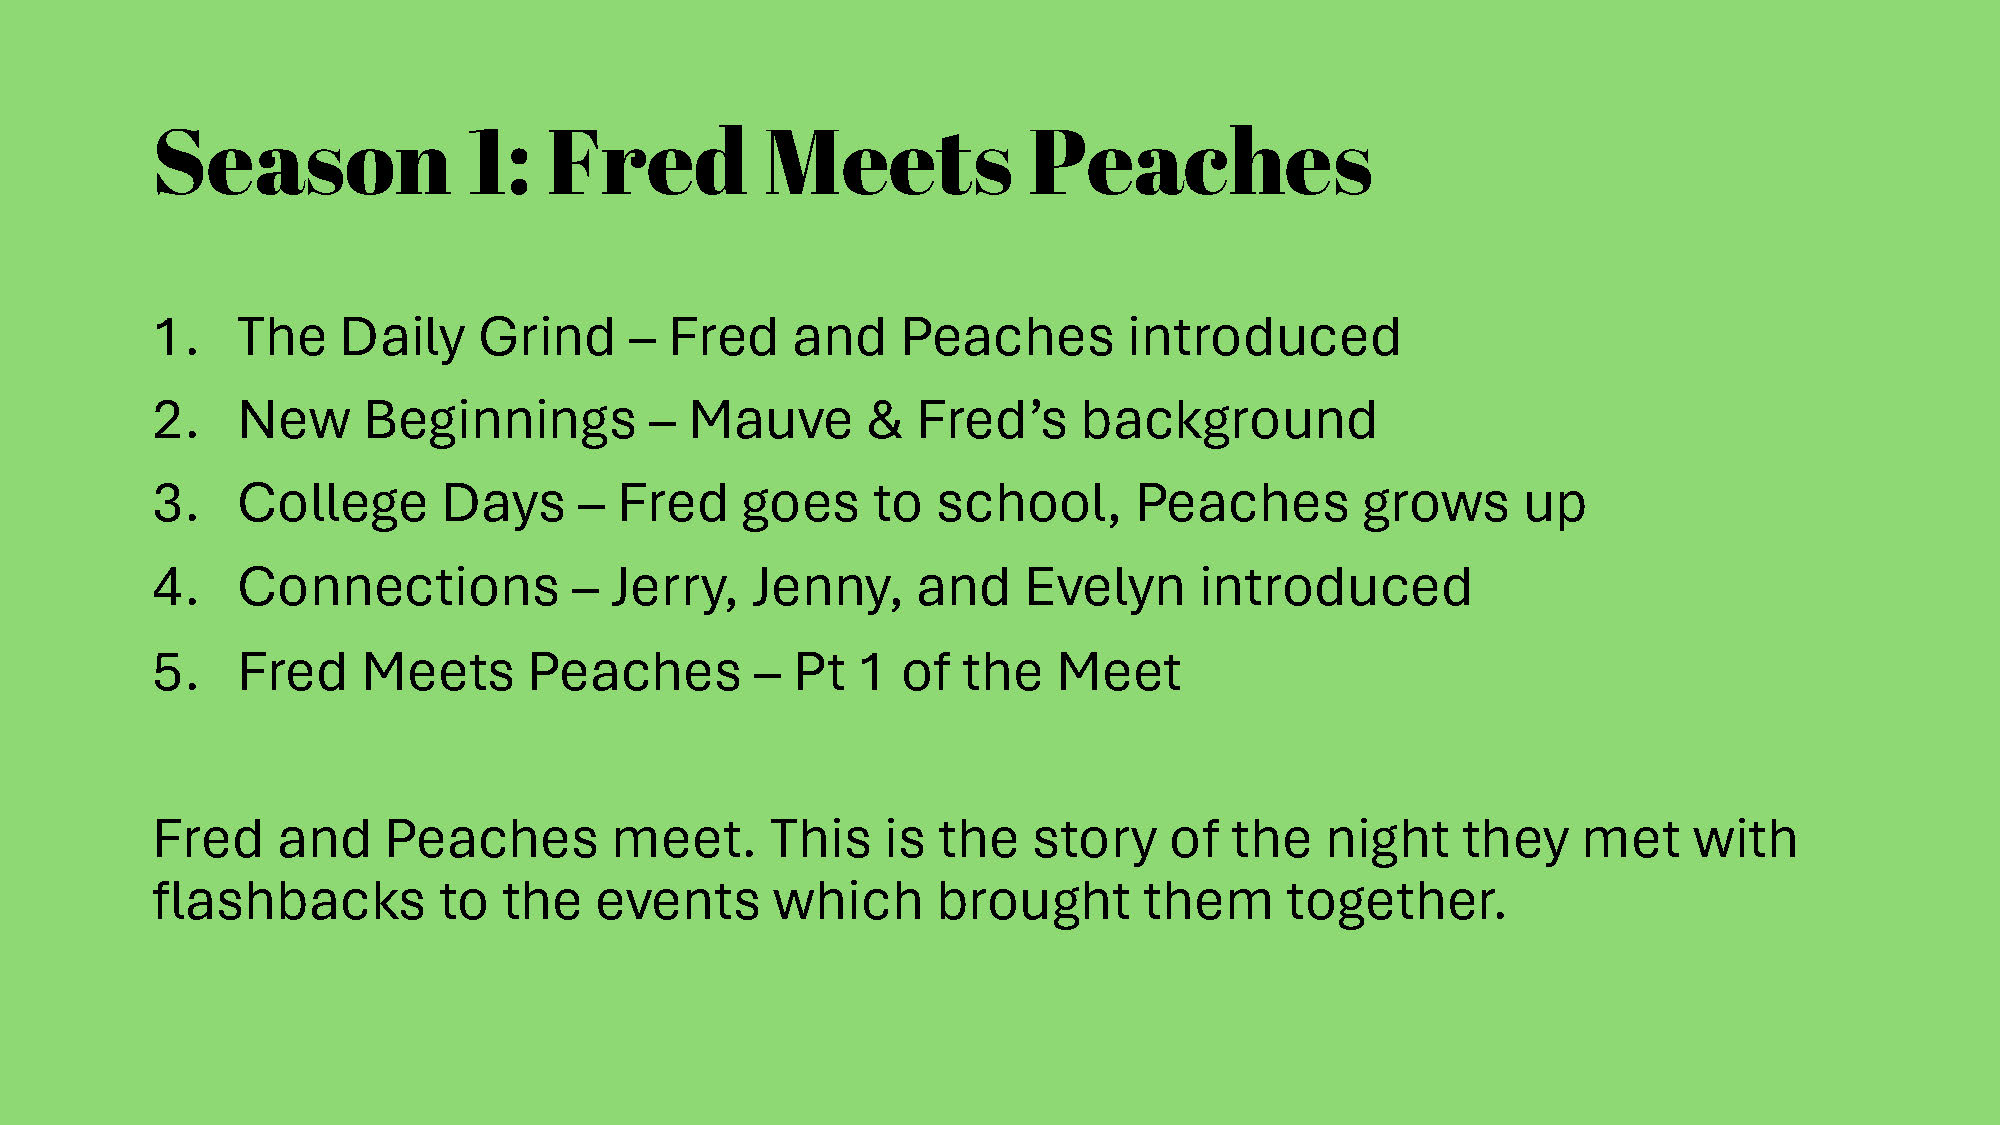 Season 1: Fred Meets Peaches
1. The Daily Grind – Fred and Peaches introduced
2. New Beginnings – Mauve & Fred’s background
3. College Days – Fred goes to school, Peaches grows up
4. Connections – Jerry, Jenny, and Evelyn introduced
5. Fred Meets Peaches – Pt 1 of the Meet
Fred and Peaches meet. This is the story of the night they met with
flashbacks to the events which brought them together.